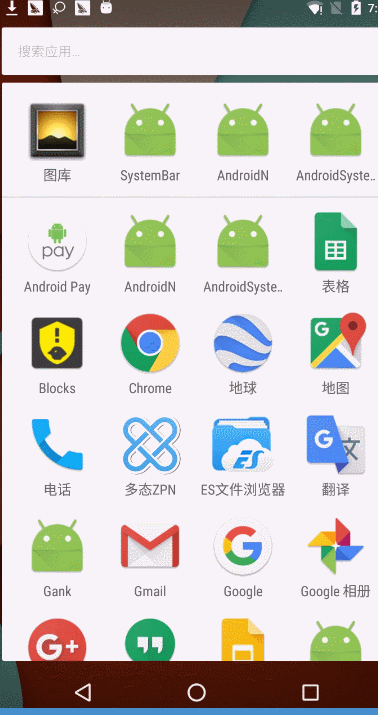 7:
搜索应用...
图库 SystemBar AndroidN AndroidSyste..
pay
Android Pay AndroidN AndroidSyste.. 表格
Blocks Chrome 地球 地图
电话 多态ZPN ES文件浏览器 翻译
Gank Gmail Google Google 相册